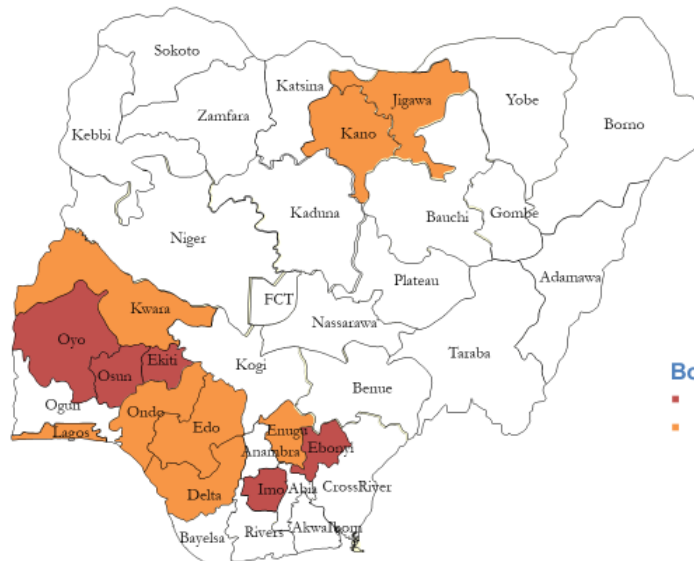 Sokoto
Katsina
Jigawa
Yobe
Borno
Zamfara
Kebbi
Kano
Kaduna
Bauchi
Gombe
Niger
Plateau
Adamawa
FCT
Kwara
Nassarawa
Oyo
Taraba
Ekiti
Kogi
Osun
Benue
Ogun
Ondo
Edo
Enugu
Lagos
Ebonyi
Anambra
Imo
Abia
CrossRiver
Delta
Rivers
AkwaIbom
Bayelsa